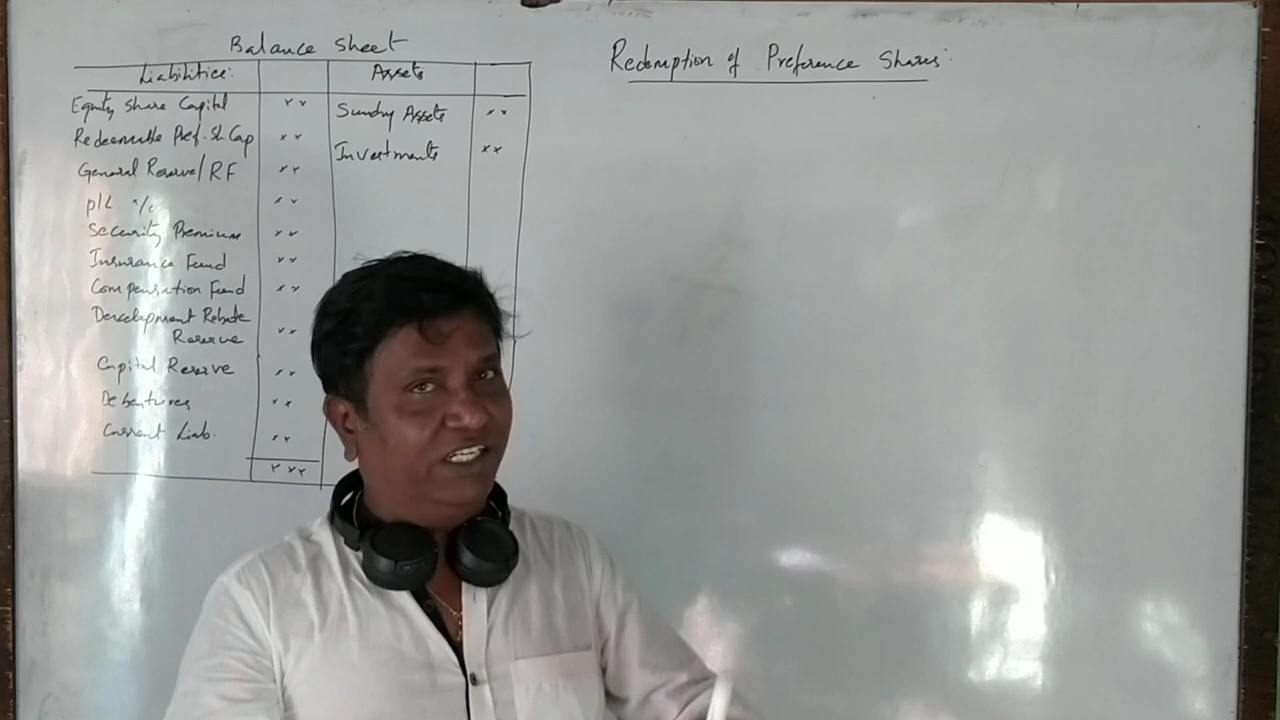 Balance Sheet
Redemption of Preference Shares:
Liabilities: Assets
Equity Share Capital xx Sundry Assets xx
Redeemable Pref. Sh Cap xx Investments xx
General Reserve/RF xx
P/L a/c xx
Security Premium xx
Insurance Fund xx
Compensation Fund xx
Development Rebate
Reserve xx
Capital Reserve xx
Debentures xx
Current Liab. xx
xxx